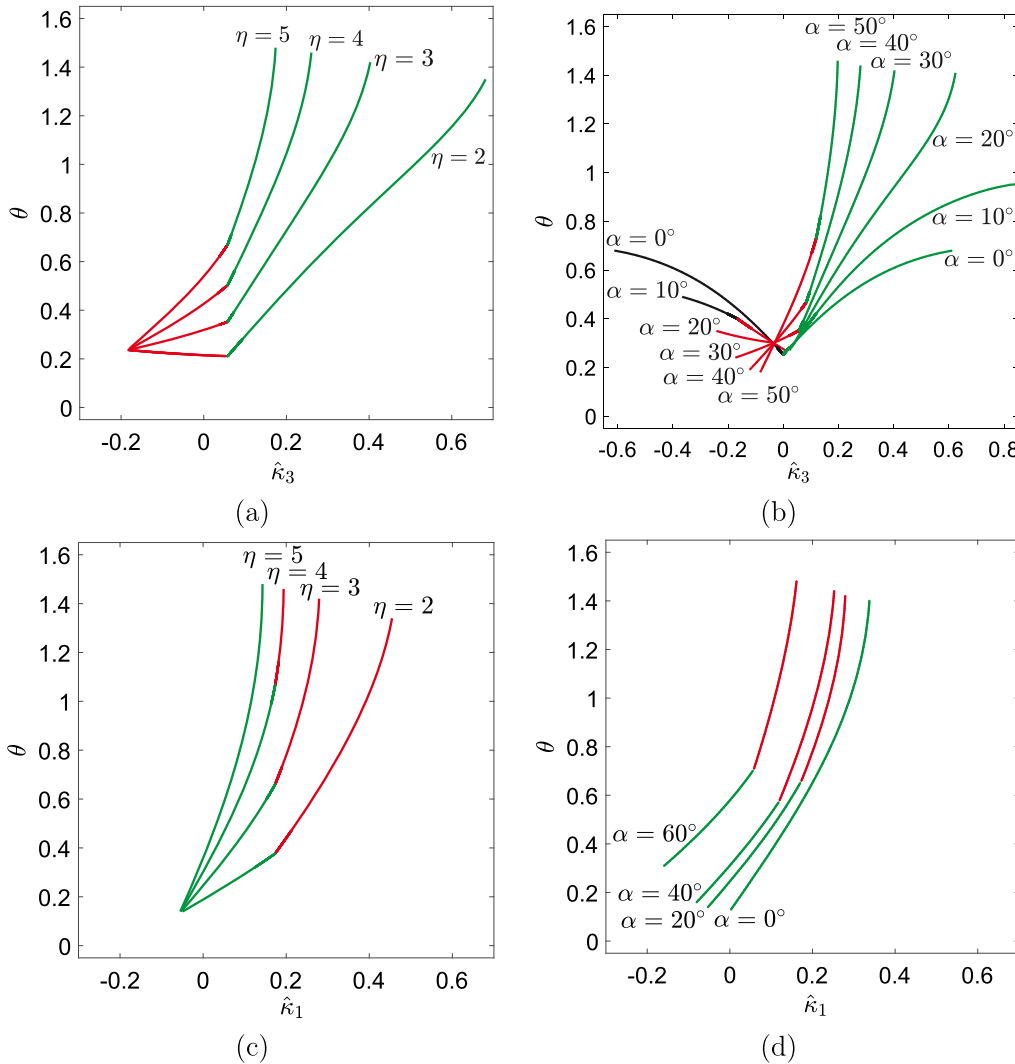 1.6
1.4
1.2
1
0.8
0.6
0.4
0.2
0
θ
η = 5
η = 4
η = 3
η = 2
-0.2 0 0.2 0.4 0.6
κ̂₃
(a)
1.6
1.4
1.2
1
0.8
0.6
0.4
0.2
0
θ
α = 50°
α = 40°
α = 30°
α = 20°
α = 10°
α = 0°
α = 0°
α = 10°
α = 20°
α = 30°
α = 40°
α = 50°
-0.6 -0.4 -0.2 0 0.2 0.4 0.6 0.8
κ̂₃
(b)
1.6
1.4
1.2
1
0.8
0.6
0.4
0.2
0
θ
η = 5
η = 4
η = 3
η = 2
-0.2 0 0.2 0.4 0.6
κ̂₁
(c)
1.6
1.4
1.2
1
0.8
0.6
0.4
0.2
0
θ
α = 60°
α = 40°
α = 20° α = 0°
-0.2 0 0.2 0.4 0.6
κ̂₁
(d)